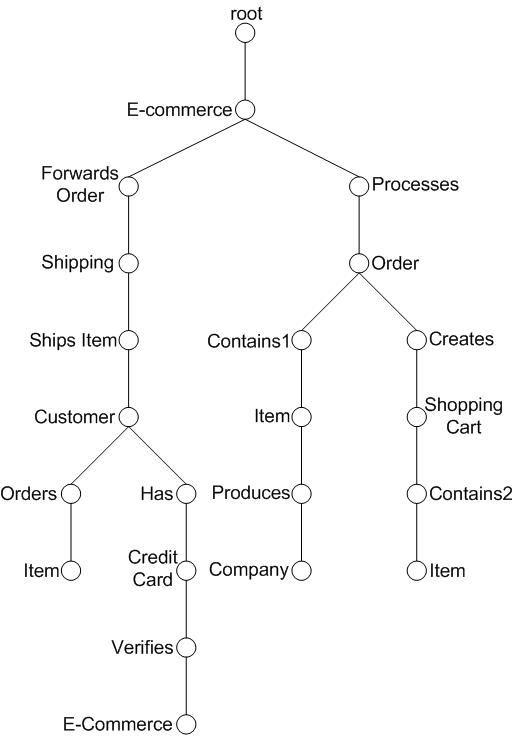 root
E-commerce
Forwards
Order
Processes
Shipping
Order
Ships Item
Contains1
Creates
Customer
Item
Shopping
Cart
Orders
Has
Produces
Contains2
Item
Credit
Card
Company
Item
Verifies
E-Commerce